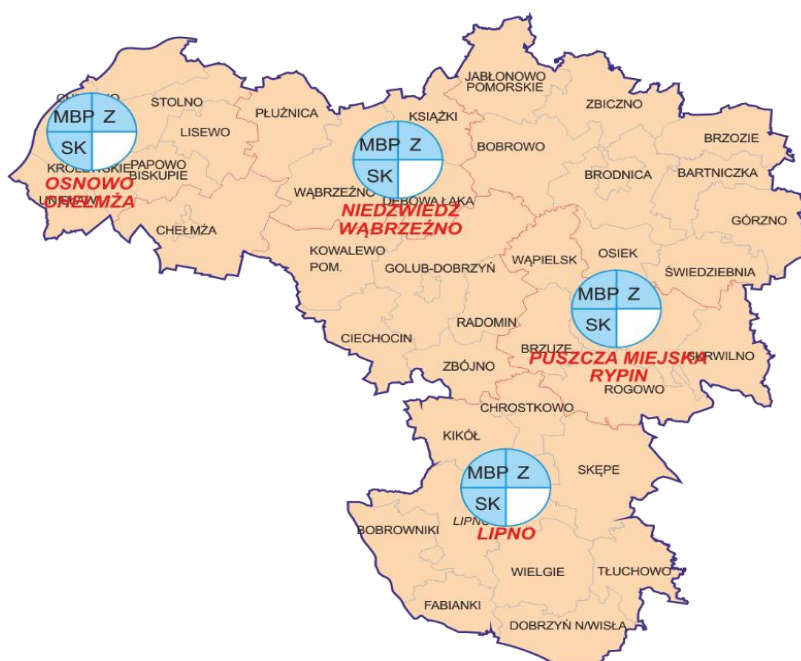 JABŁONOWO
POMORSKIE
ZBICZNO
STOLNO
PŁUŻNICA
KSIĄŻKI
MBP Z
SK
LISEWO
MBP Z
SK
BOBROWO
BRZOZIE
PAPOWO
BISKUPIE
BRODNICA
BARTNICZKA
OSNOWO
CHEŁMŻA
WĄBRZEŹNO
DĘBOWA ŁĄKA
NIEDŹWIEDŹ
WĄBRZEŹNO
GÓRZNO
CHEŁMŻA
KOWALEWO
POM.
GOLUB-DOBRZYŃ
WĄPIELSK
OSIEK
ŚWIEDZIEBNIA
MBP Z
SK
RADOMIN
CIECHOCIN
BRZUZE
PUSZCZA MIEJSKA
RYPIN
SKRWILNO
ZBÓJNO
ROGOWO
CHROSTKOWO
KIKÓŁ
MBP Z
SK
SKĘPE
LIPNO
LIPNO
BOBROWNIKI
WIELGIE
TŁUCHOWO
FABIANKI
DOBRZYŃ N/WISŁĄ